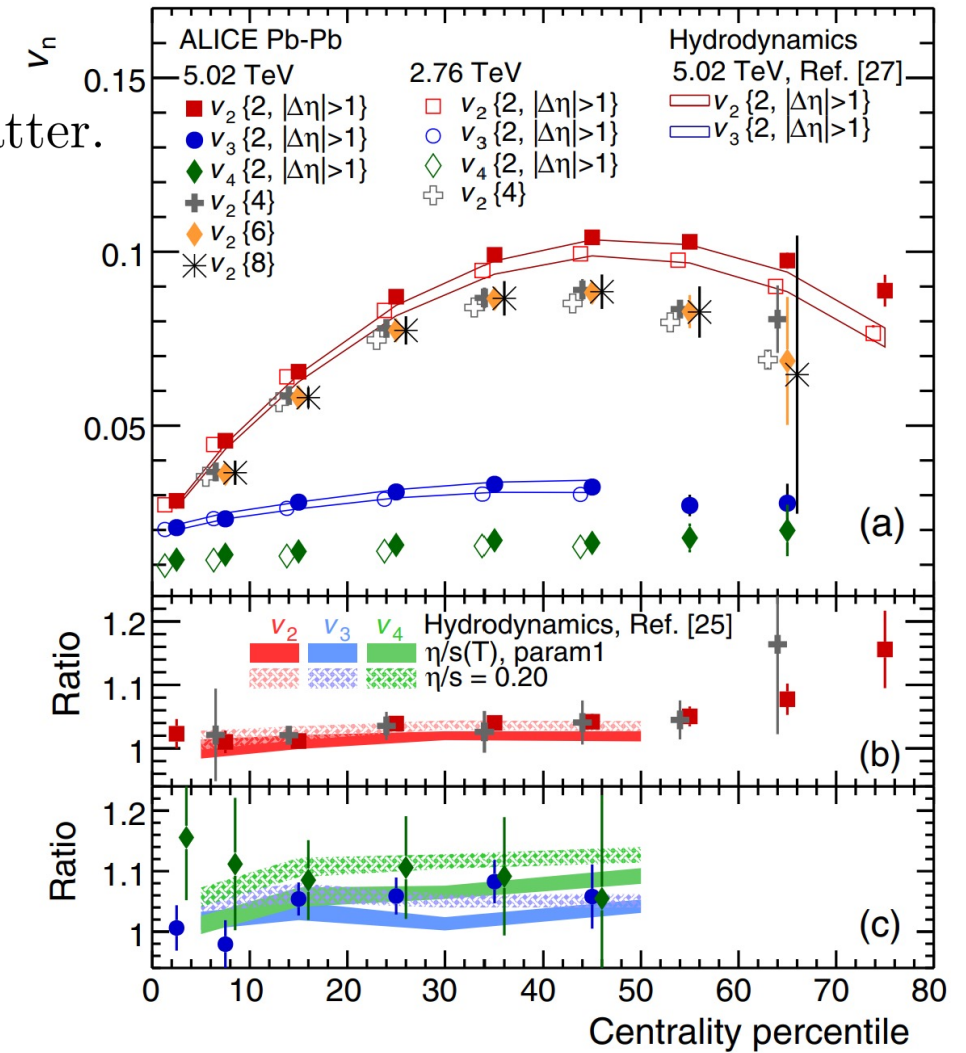 tter.
v_n
ALICE Pb-Pb
5.02 TeV
v_2 {2, |Δη|>1}
v_3 {2, |Δη|>1}
v_4 {2, |Δη|>1}
v_2 {4}
v_2 {6}
v_2 {8}
2.76 TeV
v_2 {2, |Δη|>1}
v_3 {2, |Δη|>1}
v_4 {2, |Δη|>1}
v_2 {4}
Hydrodynamics
5.02 TeV, Ref. [27]
v_2 {2, |Δη|>1}
v_3 {2, |Δη|>1}
0.15
0.1
0.05
(a)
Ratio
1.2
1.1
1
v_2 v_3 v_4 Hydrodynamics, Ref. [25]
η/s(T), param1
η/s = 0.20
(b)
Ratio
1.2
1.1
1
(c)
0 10 20 30 40 50 60 70 80
Centrality percentile